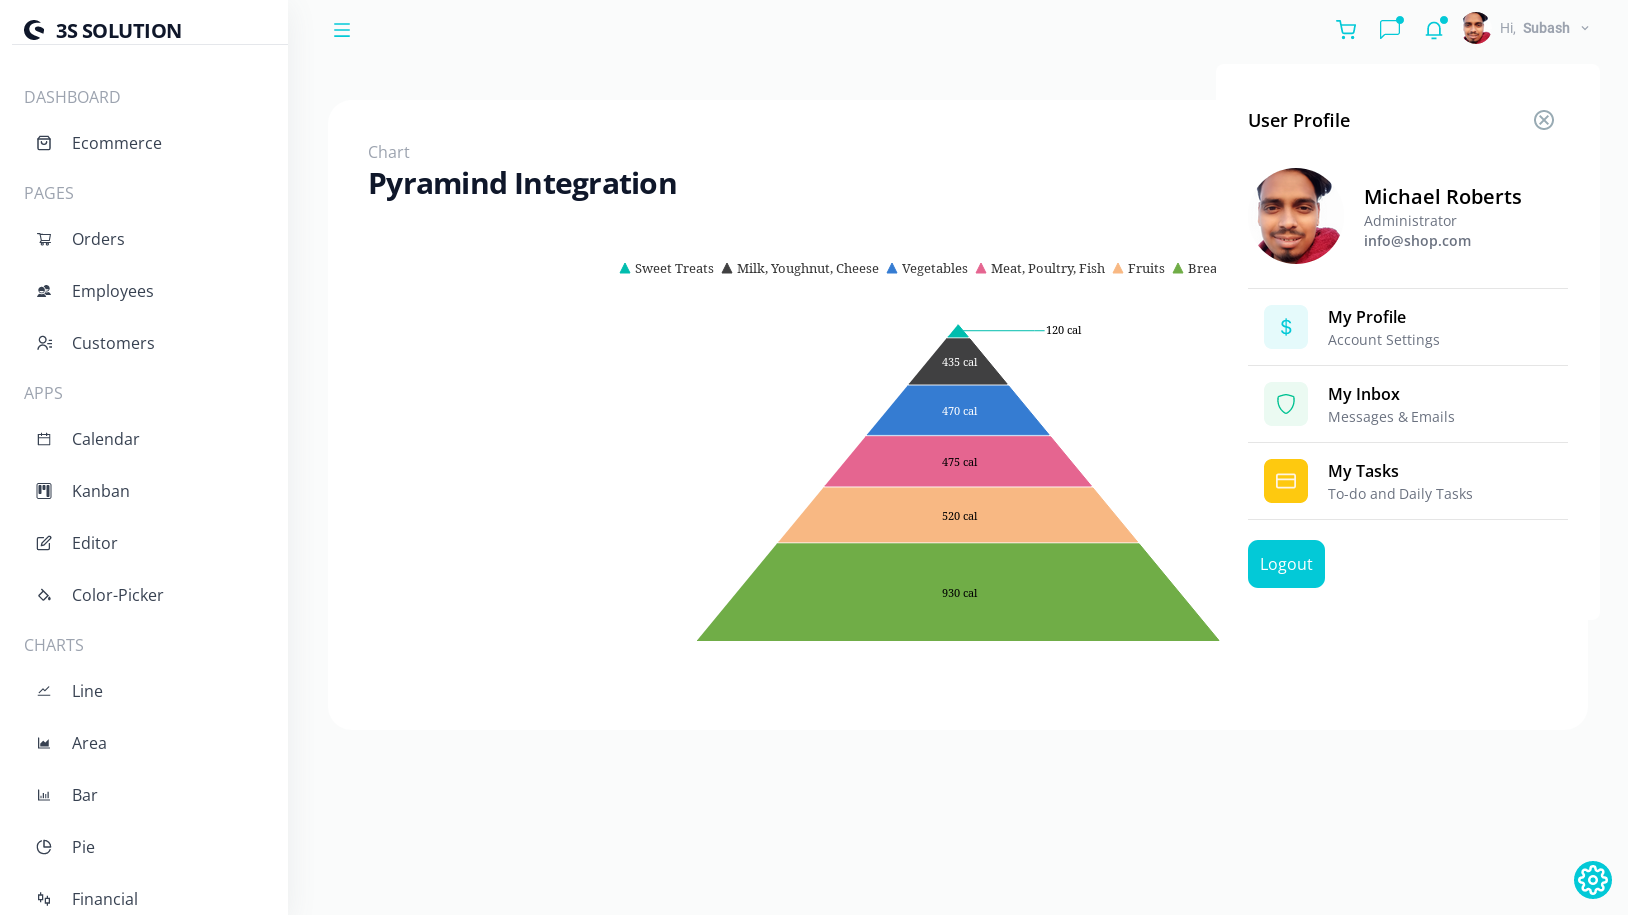 3S SOLUTION
DASHBOARD
Ecommerce
PAGES
Orders
Employees
Customers
APPS
Calendar
Kanban
Editor
Color-Picker
CHARTS
Line
Area
Bar
Pie
Financial
Hi, Subash
Chart
Pyramind Integration
Sweet Treats Milk, Youghnut, Cheese Vegetables Meat, Poultry, Fish Fruits Brea
120 cal
435 cal
470 cal
475 cal
520 cal
930 cal
User Profile
Michael Roberts
Administrator
info@shop.com
My Profile
Account Settings
My Inbox
Messages & Emails
My Tasks
To-do and Daily Tasks
Logout